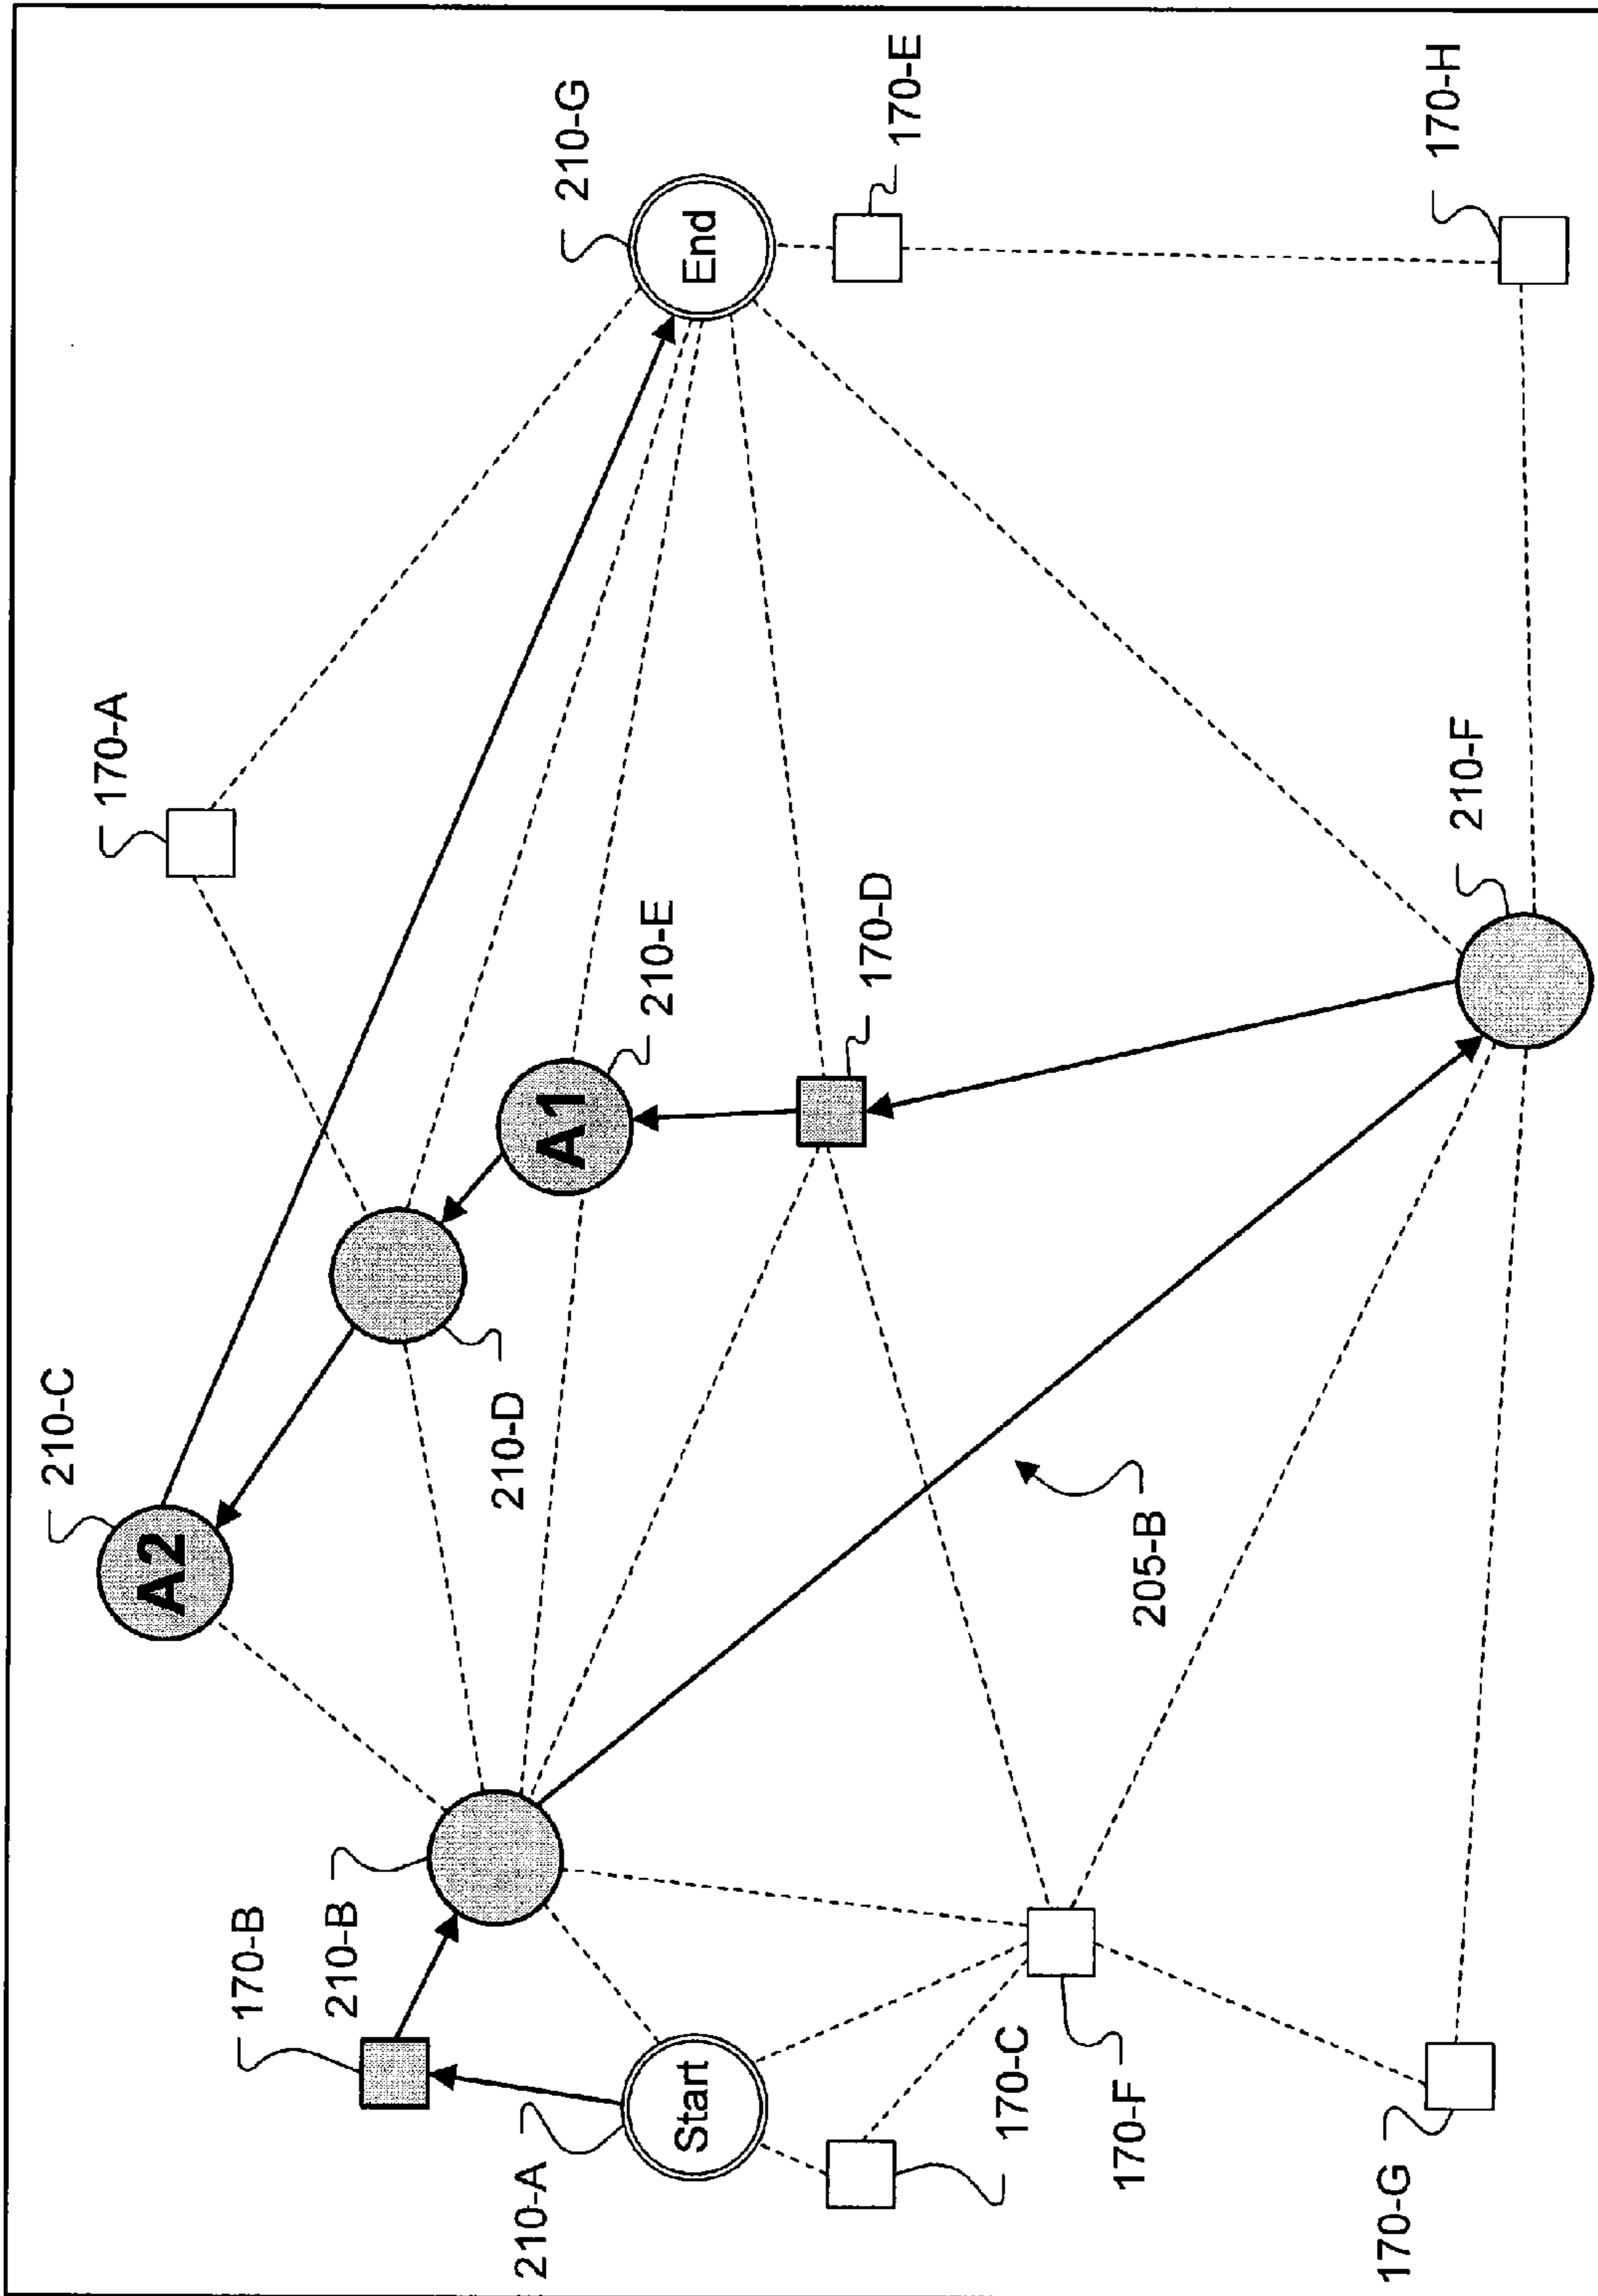 210-C
170-A
210-G
170-B
210-B
A2
210-D
A1
210-E
End
170-E
210-A
Start
170-D
170-C
170-F
205-B
170-G
210-F
170-H